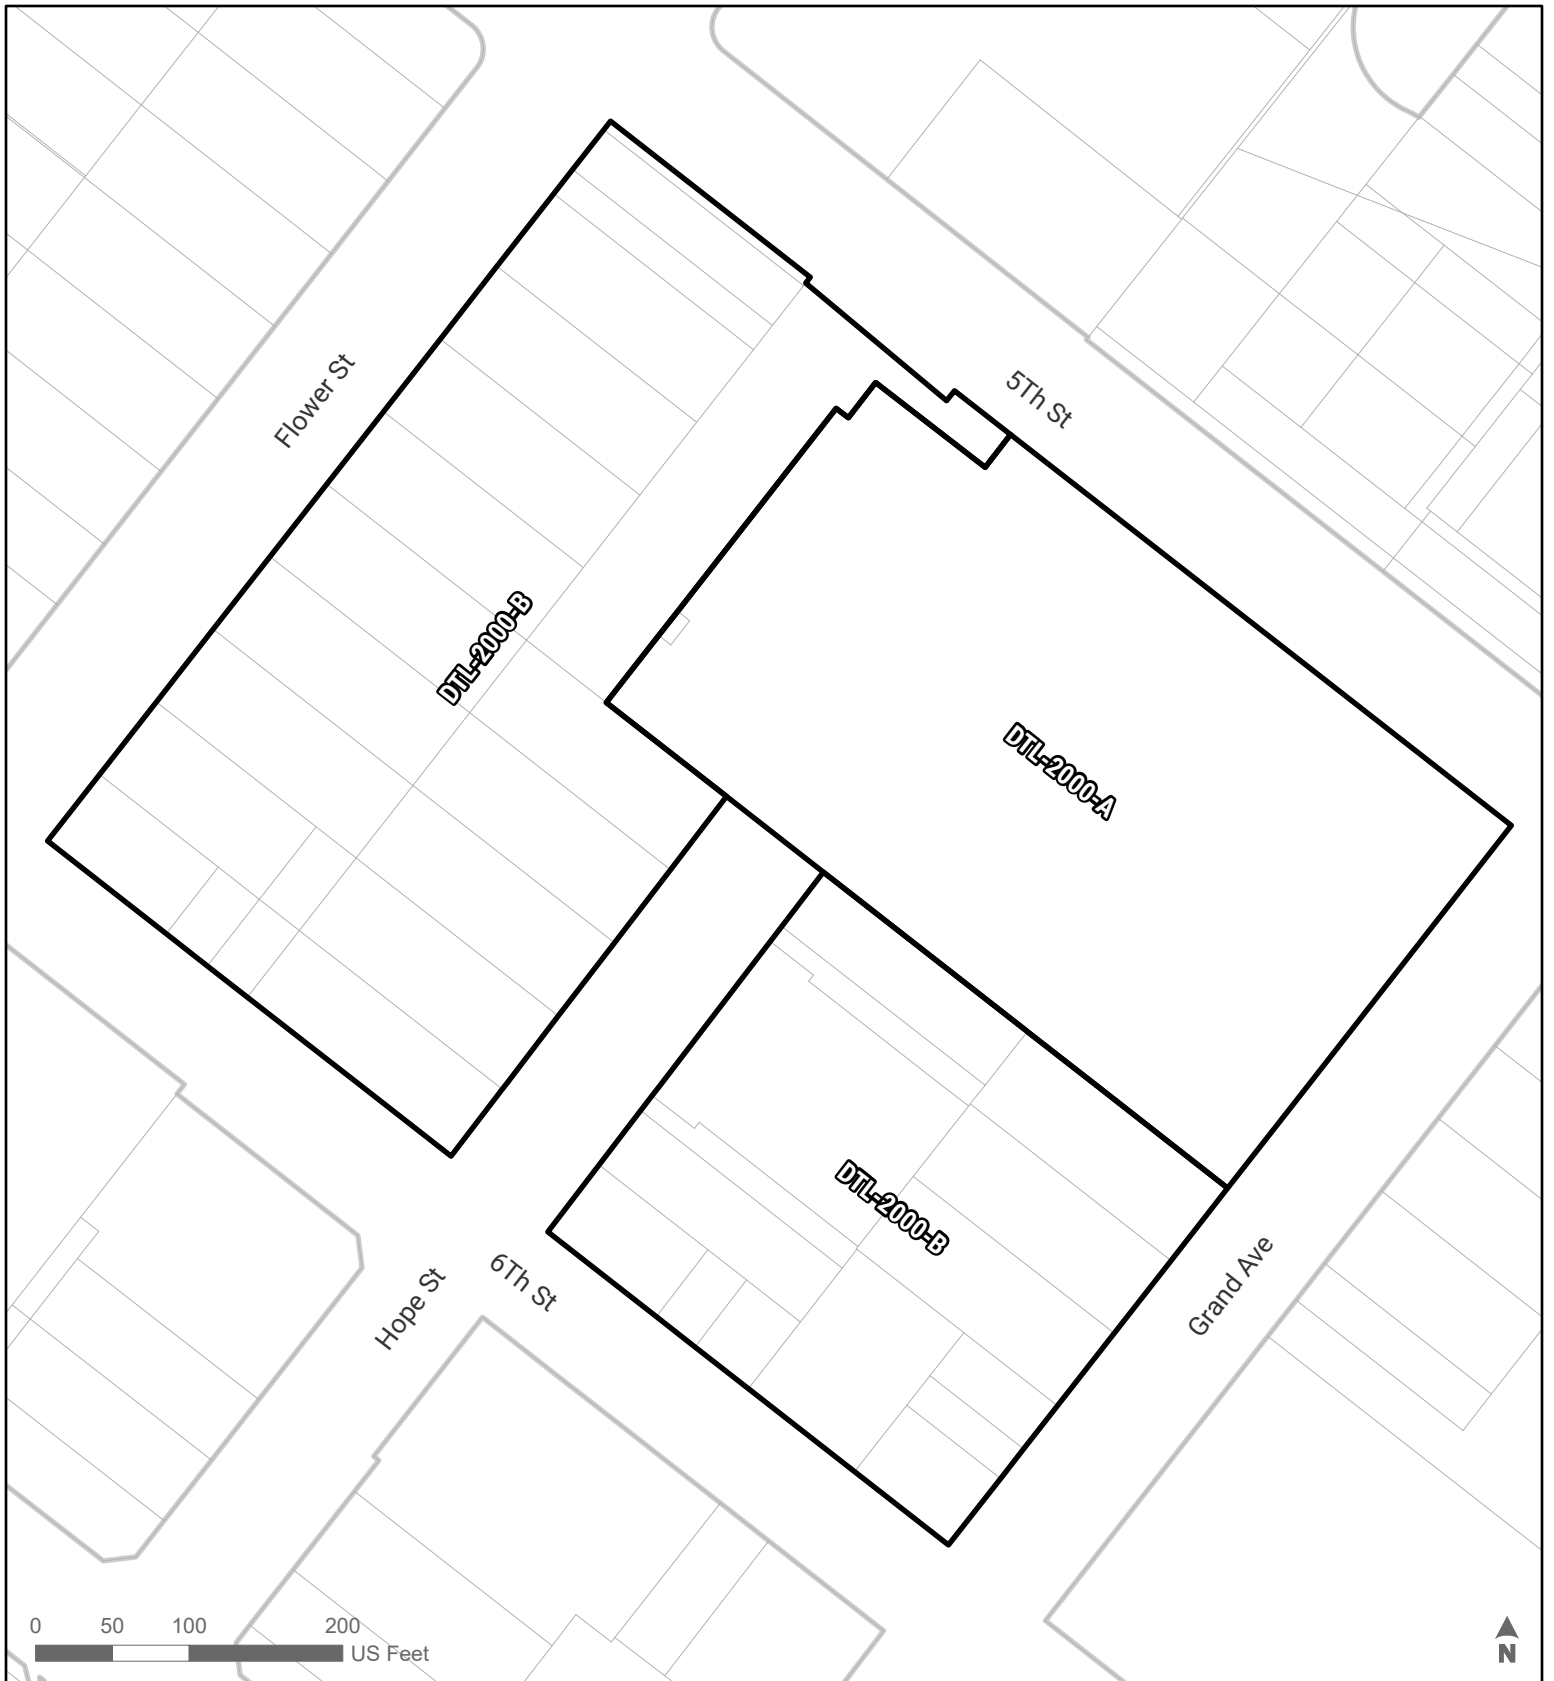 5Th St
Flower St
DTL-2000-B
DTL-2000-A
DTL-2000-B
Grand Ave
6Th St
Hope St
0 50 100 200
US Feet
N